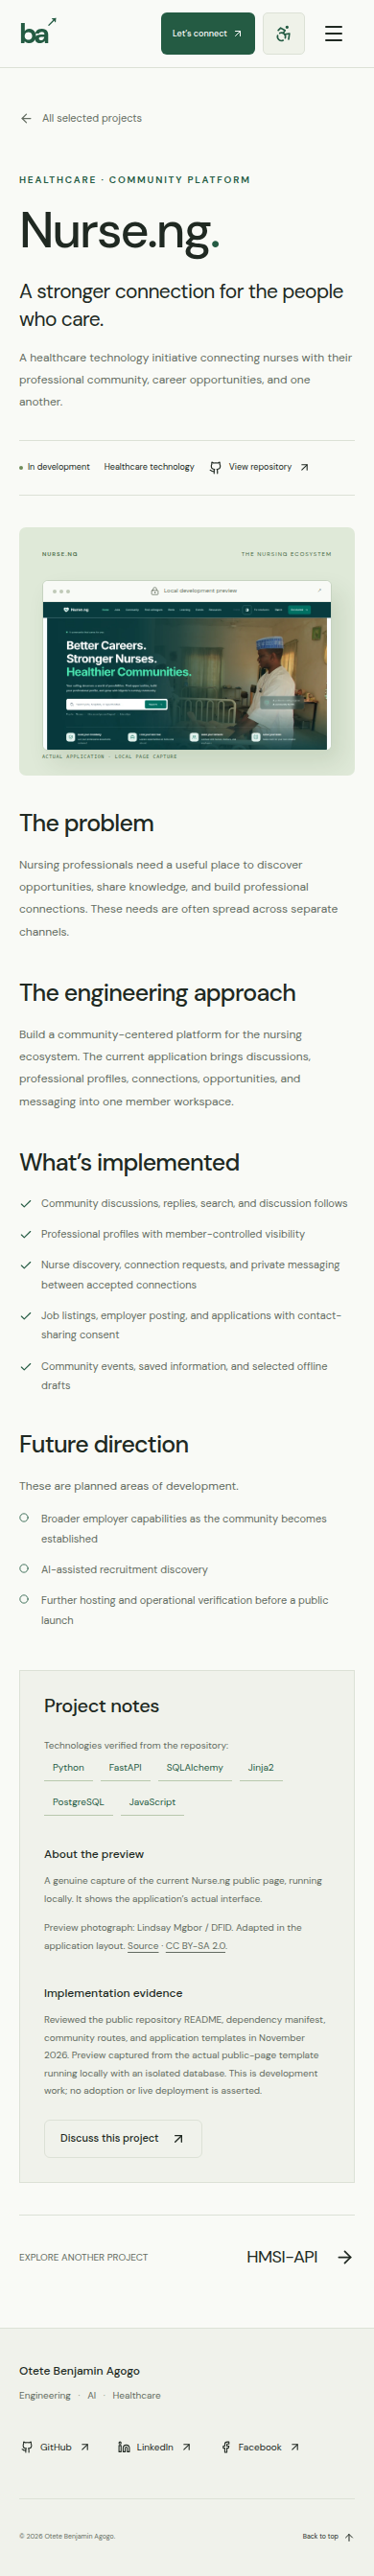 ba
Let's connect
All selected projects
HEALTHCARE · COMMUNITY PLATFORM
Nurse.ng.
A stronger connection for the people
who care.
A healthcare technology initiative connecting nurses with their
professional community, career opportunities, and one
another.
In development Healthcare technology View repository
NURSE.NG THE NURSING ECOSYSTEM
Local development preview
Nurse.ng
Better Careers.
Stronger Nurses.
Healthier Communities.
ACTUAL APPLICATION · LOCAL PAGE CAPTURE
The problem
Nursing professionals need a useful place to discover
opportunities, share knowledge, and build professional
connections. These needs are often spread across separate
channels.
The engineering approach
Build a community-centered platform for the nursing
ecosystem. The current application brings discussions,
professional profiles, connections, opportunities, and
messaging into one member workspace.
What's implemented
Community discussions, replies, search, and discussion follows
Professional profiles with member-controlled visibility
Nurse discovery, connection requests, and private messaging
between accepted connections
Job listings, employer posting, and applications with contact-
sharing consent
Community events, saved information, and selected offline
drafts
Future direction
These are planned areas of development.
Broader employer capabilities as the community becomes
established
AI-assisted recruitment discovery
Further hosting and operational verification before a public
launch
Project notes
Technologies verified from the repository:
Python FastAPI SQLAlchemy Jinja2
PostgreSQL JavaScript
About the preview
A genuine capture of the current Nurse.ng public page, running
locally. It shows the application's actual interface.
Preview photograph: Lindsay Mgbor / DFID. Adapted in the
application layout. Source · CC BY-SA 2.0.
Implementation evidence
Reviewed the public repository README, dependency manifest,
community routes, and application templates in November
2026. Preview captured from the actual public-page template
running locally with an isolated database. This is development
work; no adoption or live deployment is asserted.
Discuss this project
EXPLORE ANOTHER PROJECT HMSI-API
Otete Benjamin Agogo
Engineering · AI · Healthcare
GitHub LinkedIn Facebook
© 2026 Otete Benjamin Agogo. Back to top